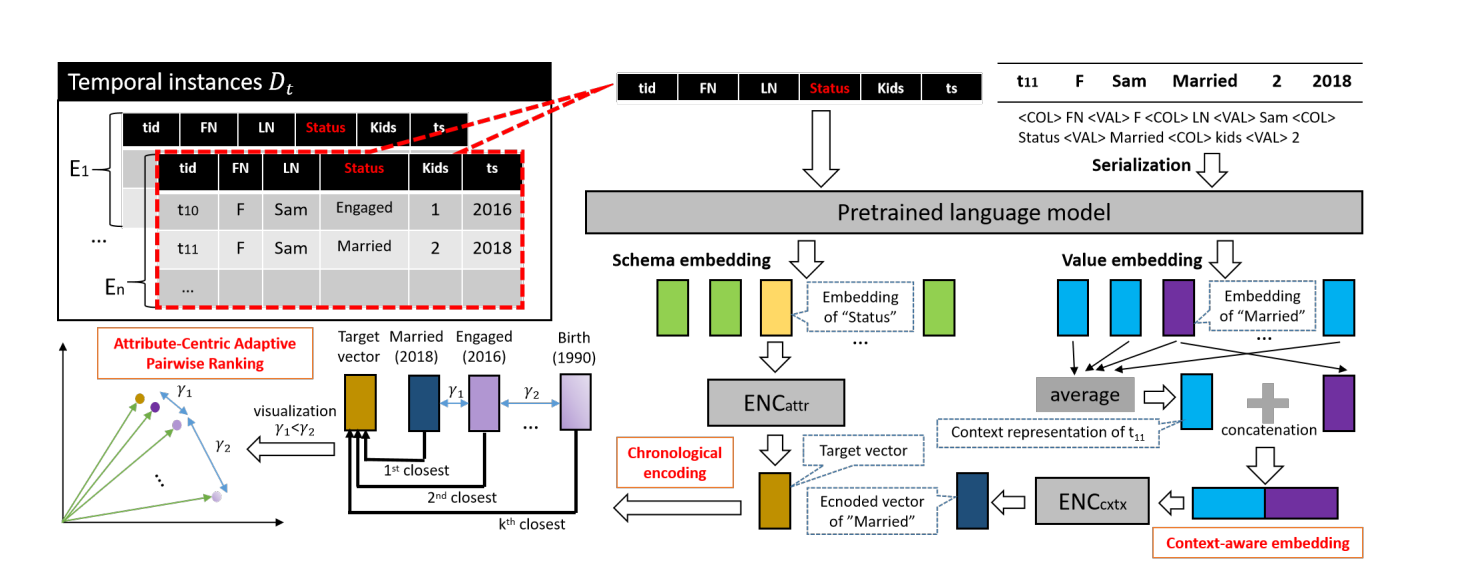 Temporal instances D_t
tid FN LN Status Kids ts
E1
tid FN LN Status Kids ts
t10 F Sam Engaged 1 2016
t11 F Sam Married 2 2018
...
...
En
tid FN LN Status Kids ts
t11 F Sam Married 2 2018
<COL> FN <VAL> F <COL> LN <VAL> Sam <COL>
Status <VAL> Married <COL> kids <VAL> 2
Serialization
Pretrained language model
Schema embedding
Embedding
of “Status”
...
Value embedding
Embedding
of “Married”
...
ENCattr
average
Context representation of t11
concatenation
Target vector
Ecnoded vector
of ”Married”
ENCcxtx
Context-aware embedding
Chronological
encoding
Target
vector
Married
(2018)
Engaged
(2016)
Birth
(1990)
γ1
γ2
...
1st closest
2nd closest
kth closest
visualization
γ1<γ2
Attribute-Centric Adaptive
Pairwise Ranking
γ1
γ2
...